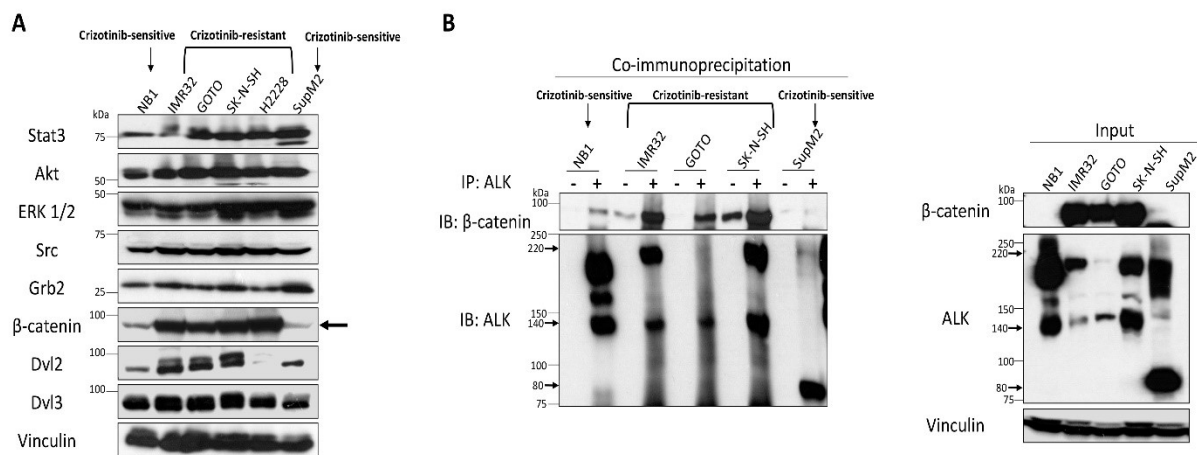 A
Crizotinib-sensitive
Crizotinib-resistant
Crizotinib-sensitive
NB1
IMR32
GOTO
SK-N-SH
H2228
SupM2
kDa
Stat3
75
Akt
50
ERK 1/2
50
Src
75
Grb2
25
β-catenin
100
Dvl2
100
Dvl3
100
Vinculin
B
Co-immunoprecipitation
Crizotinib-sensitive
Crizotinib-resistant
Crizotinib-sensitive
NB1
IMR32
GOTO
SK-N-SH
SupM2
IP: ALK - + - + - + - + - +
kDa
100
IB: β-catenin
250
220
150
IB: ALK
140
100
80
75
Input
NB1
IMR32
GOTO
SK-N-SH
SupM2
kDa
β-catenin
100
250
220
150
ALK
140
100
80
75
Vinculin